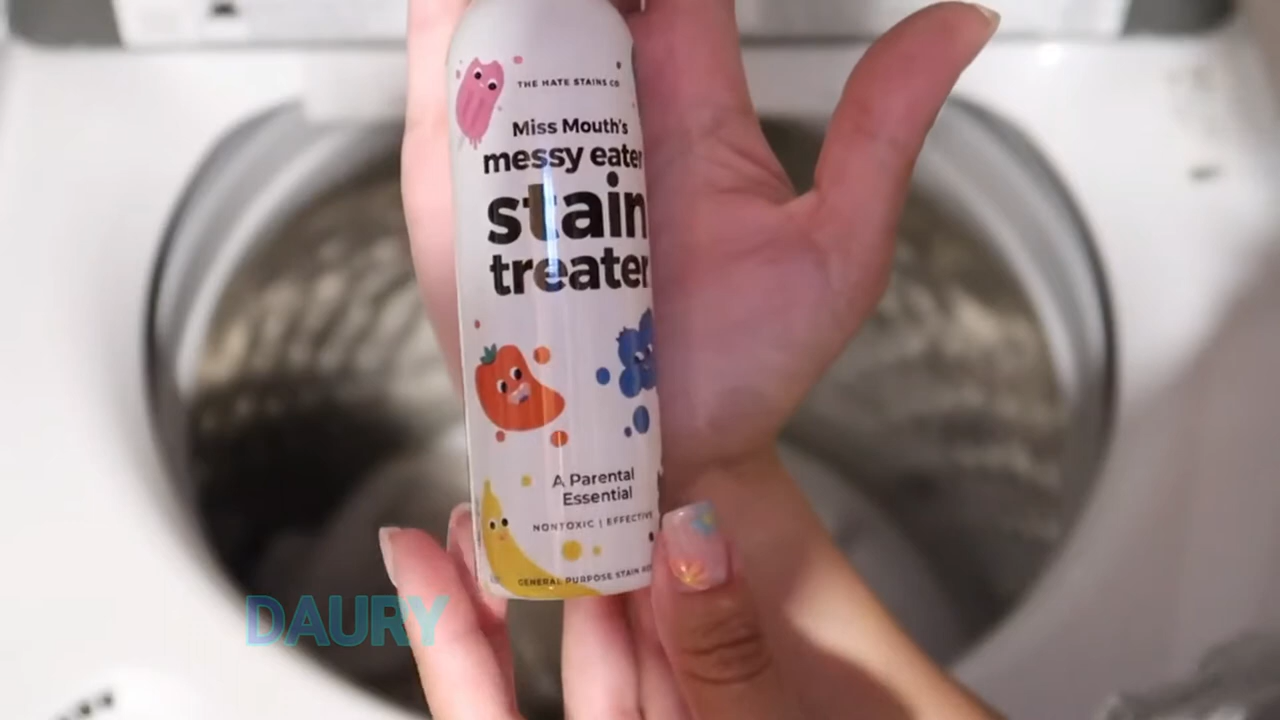 THE HATE STAINS CO
Miss Mouth's
messy eater
stain
treater
A Parental
Essential
NONTOXIC | EFFECTIVE
GENERAL PURPOSE STAIN
DAURY